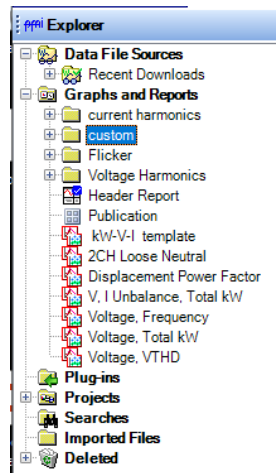 pmi Explorer
Data File Sources
Recent Downloads
Graphs and Reports
current harmonics
custom
Flicker
Voltage Harmonics
Header Report
Publication
kW-V-I template
2CH Loose Neutral
Displacement Power Factor
V, I Unbalance, Total kW
Voltage, Frequency
Voltage, Total kW
Voltage, VTHD
Plug-ins
Projects
Searches
Imported Files
Deleted